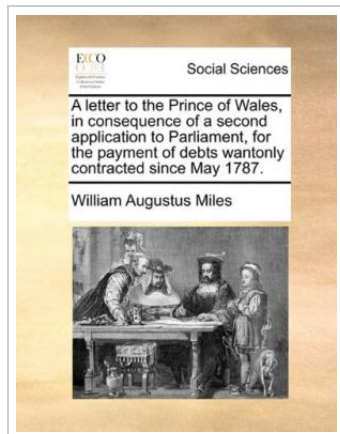 ECCO
Social Sciences
A letter to the Prince of Wales,
in consequence of a second
application to Parliament, for
the payment of debts wantonly
contracted since May 1787.
William Augustus Miles